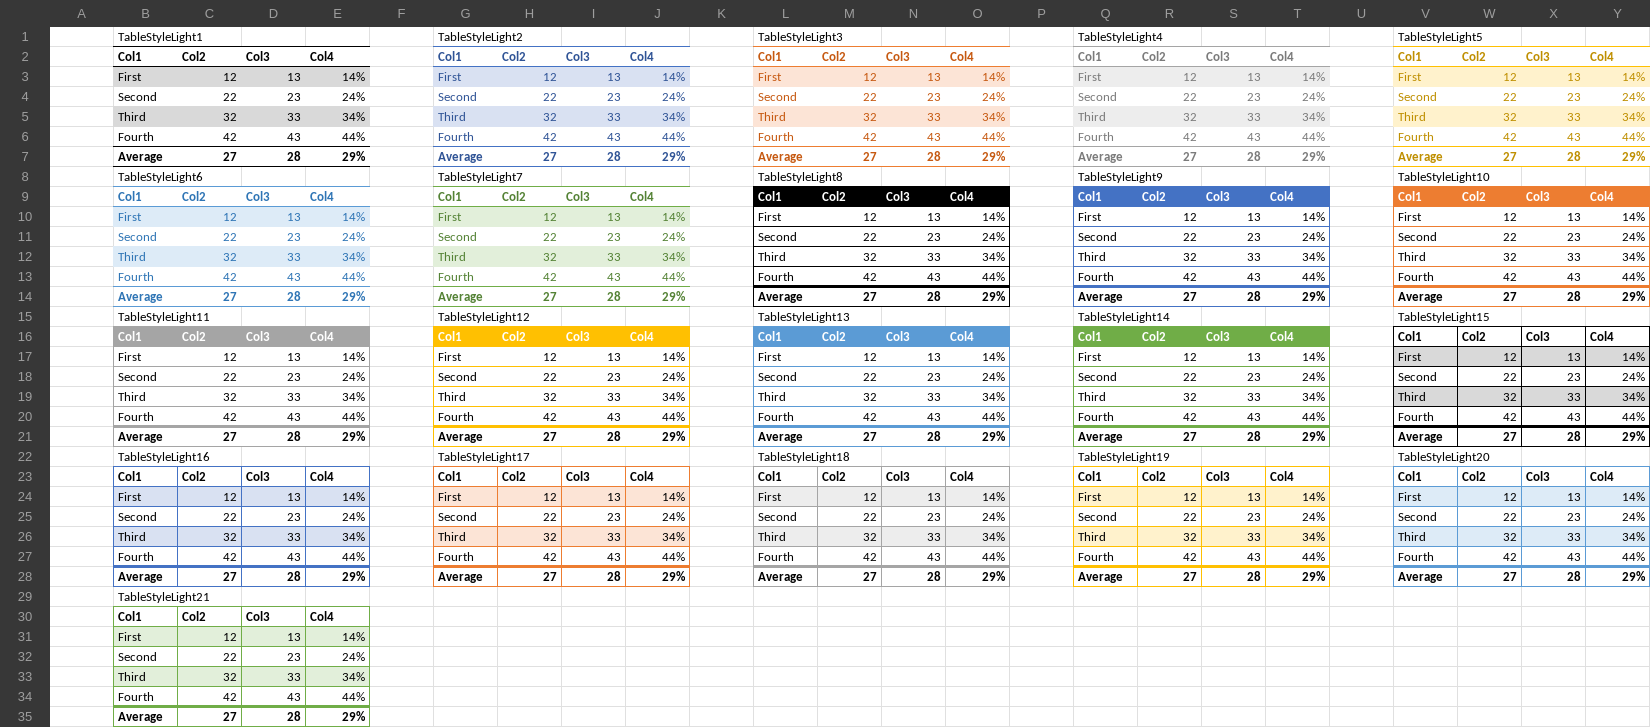 A B C D E F G H I J K L M N O P Q R S T U V W X Y
1 TableStyleLight1 TableStyleLight2 TableStyleLight3 TableStyleLight4 TableStyleLight5
2 Col1 Col2 Col3 Col4 Col1 Col2 Col3 Col4 Col1 Col2 Col3 Col4 Col1 Col2 Col3 Col4 Col1 Col2 Col3 Col4
3 First 12 13 14% First 12 13 14% First 12 13 14% First 12 13 14% First 12 13 14%
4 Second 22 23 24% Second 22 23 24% Second 22 23 24% Second 22 23 24% Second 22 23 24%
5 Third 32 33 34% Third 32 33 34% Third 32 33 34% Third 32 33 34% Third 32 33 34%
6 Fourth 42 43 44% Fourth 42 43 44% Fourth 42 43 44% Fourth 42 43 44% Fourth 42 43 44%
7 Average 27 28 29% Average 27 28 29% Average 27 28 29% Average 27 28 29% Average 27 28 29%
8 TableStyleLight6 TableStyleLight7 TableStyleLight8 TableStyleLight9 TableStyleLight10
9 Col1 Col2 Col3 Col4 Col1 Col2 Col3 Col4 Col1 Col2 Col3 Col4 Col1 Col2 Col3 Col4 Col1 Col2 Col3 Col4
10 First 12 13 14% First 12 13 14% First 12 13 14% First 12 13 14% First 12 13 14%
11 Second 22 23 24% Second 22 23 24% Second 22 23 24% Second 22 23 24% Second 22 23 24%
12 Third 32 33 34% Third 32 33 34% Third 32 33 34% Third 32 33 34% Third 32 33 34%
13 Fourth 42 43 44% Fourth 42 43 44% Fourth 42 43 44% Fourth 42 43 44% Fourth 42 43 44%
14 Average 27 28 29% Average 27 28 29% Average 27 28 29% Average 27 28 29% Average 27 28 29%
15 TableStyleLight11 TableStyleLight12 TableStyleLight13 TableStyleLight14 TableStyleLight15
16 Col1 Col2 Col3 Col4 Col1 Col2 Col3 Col4 Col1 Col2 Col3 Col4 Col1 Col2 Col3 Col4 Col1 Col2 Col3 Col4
17 First 12 13 14% First 12 13 14% First 12 13 14% First 12 13 14% First 12 13 14%
18 Second 22 23 24% Second 22 23 24% Second 22 23 24% Second 22 23 24% Second 22 23 24%
19 Third 32 33 34% Third 32 33 34% Third 32 33 34% Third 32 33 34% Third 32 33 34%
20 Fourth 42 43 44% Fourth 42 43 44% Fourth 42 43 44% Fourth 42 43 44% Fourth 42 43 44%
21 Average 27 28 29% Average 27 28 29% Average 27 28 29% Average 27 28 29% Average 27 28 29%
22 TableStyleLight16 TableStyleLight17 TableStyleLight18 TableStyleLight19 TableStyleLight20
23 Col1 Col2 Col3 Col4 Col1 Col2 Col3 Col4 Col1 Col2 Col3 Col4 Col1 Col2 Col3 Col4 Col1 Col2 Col3 Col4
24 First 12 13 14% First 12 13 14% First 12 13 14% First 12 13 14% First 12 13 14%
25 Second 22 23 24% Second 22 23 24% Second 22 23 24% Second 22 23 24% Second 22 23 24%
26 Third 32 33 34% Third 32 33 34% Third 32 33 34% Third 32 33 34% Third 32 33 34%
27 Fourth 42 43 44% Fourth 42 43 44% Fourth 42 43 44% Fourth 42 43 44% Fourth 42 43 44%
28 Average 27 28 29% Average 27 28 29% Average 27 28 29% Average 27 28 29% Average 27 28 29%
29 TableStyleLight21
30 Col1 Col2 Col3 Col4
31 First 12 13 14%
32 Second 22 23 24%
33 Third 32 33 34%
34 Fourth 42 43 44%
35 Average 27 28 29%